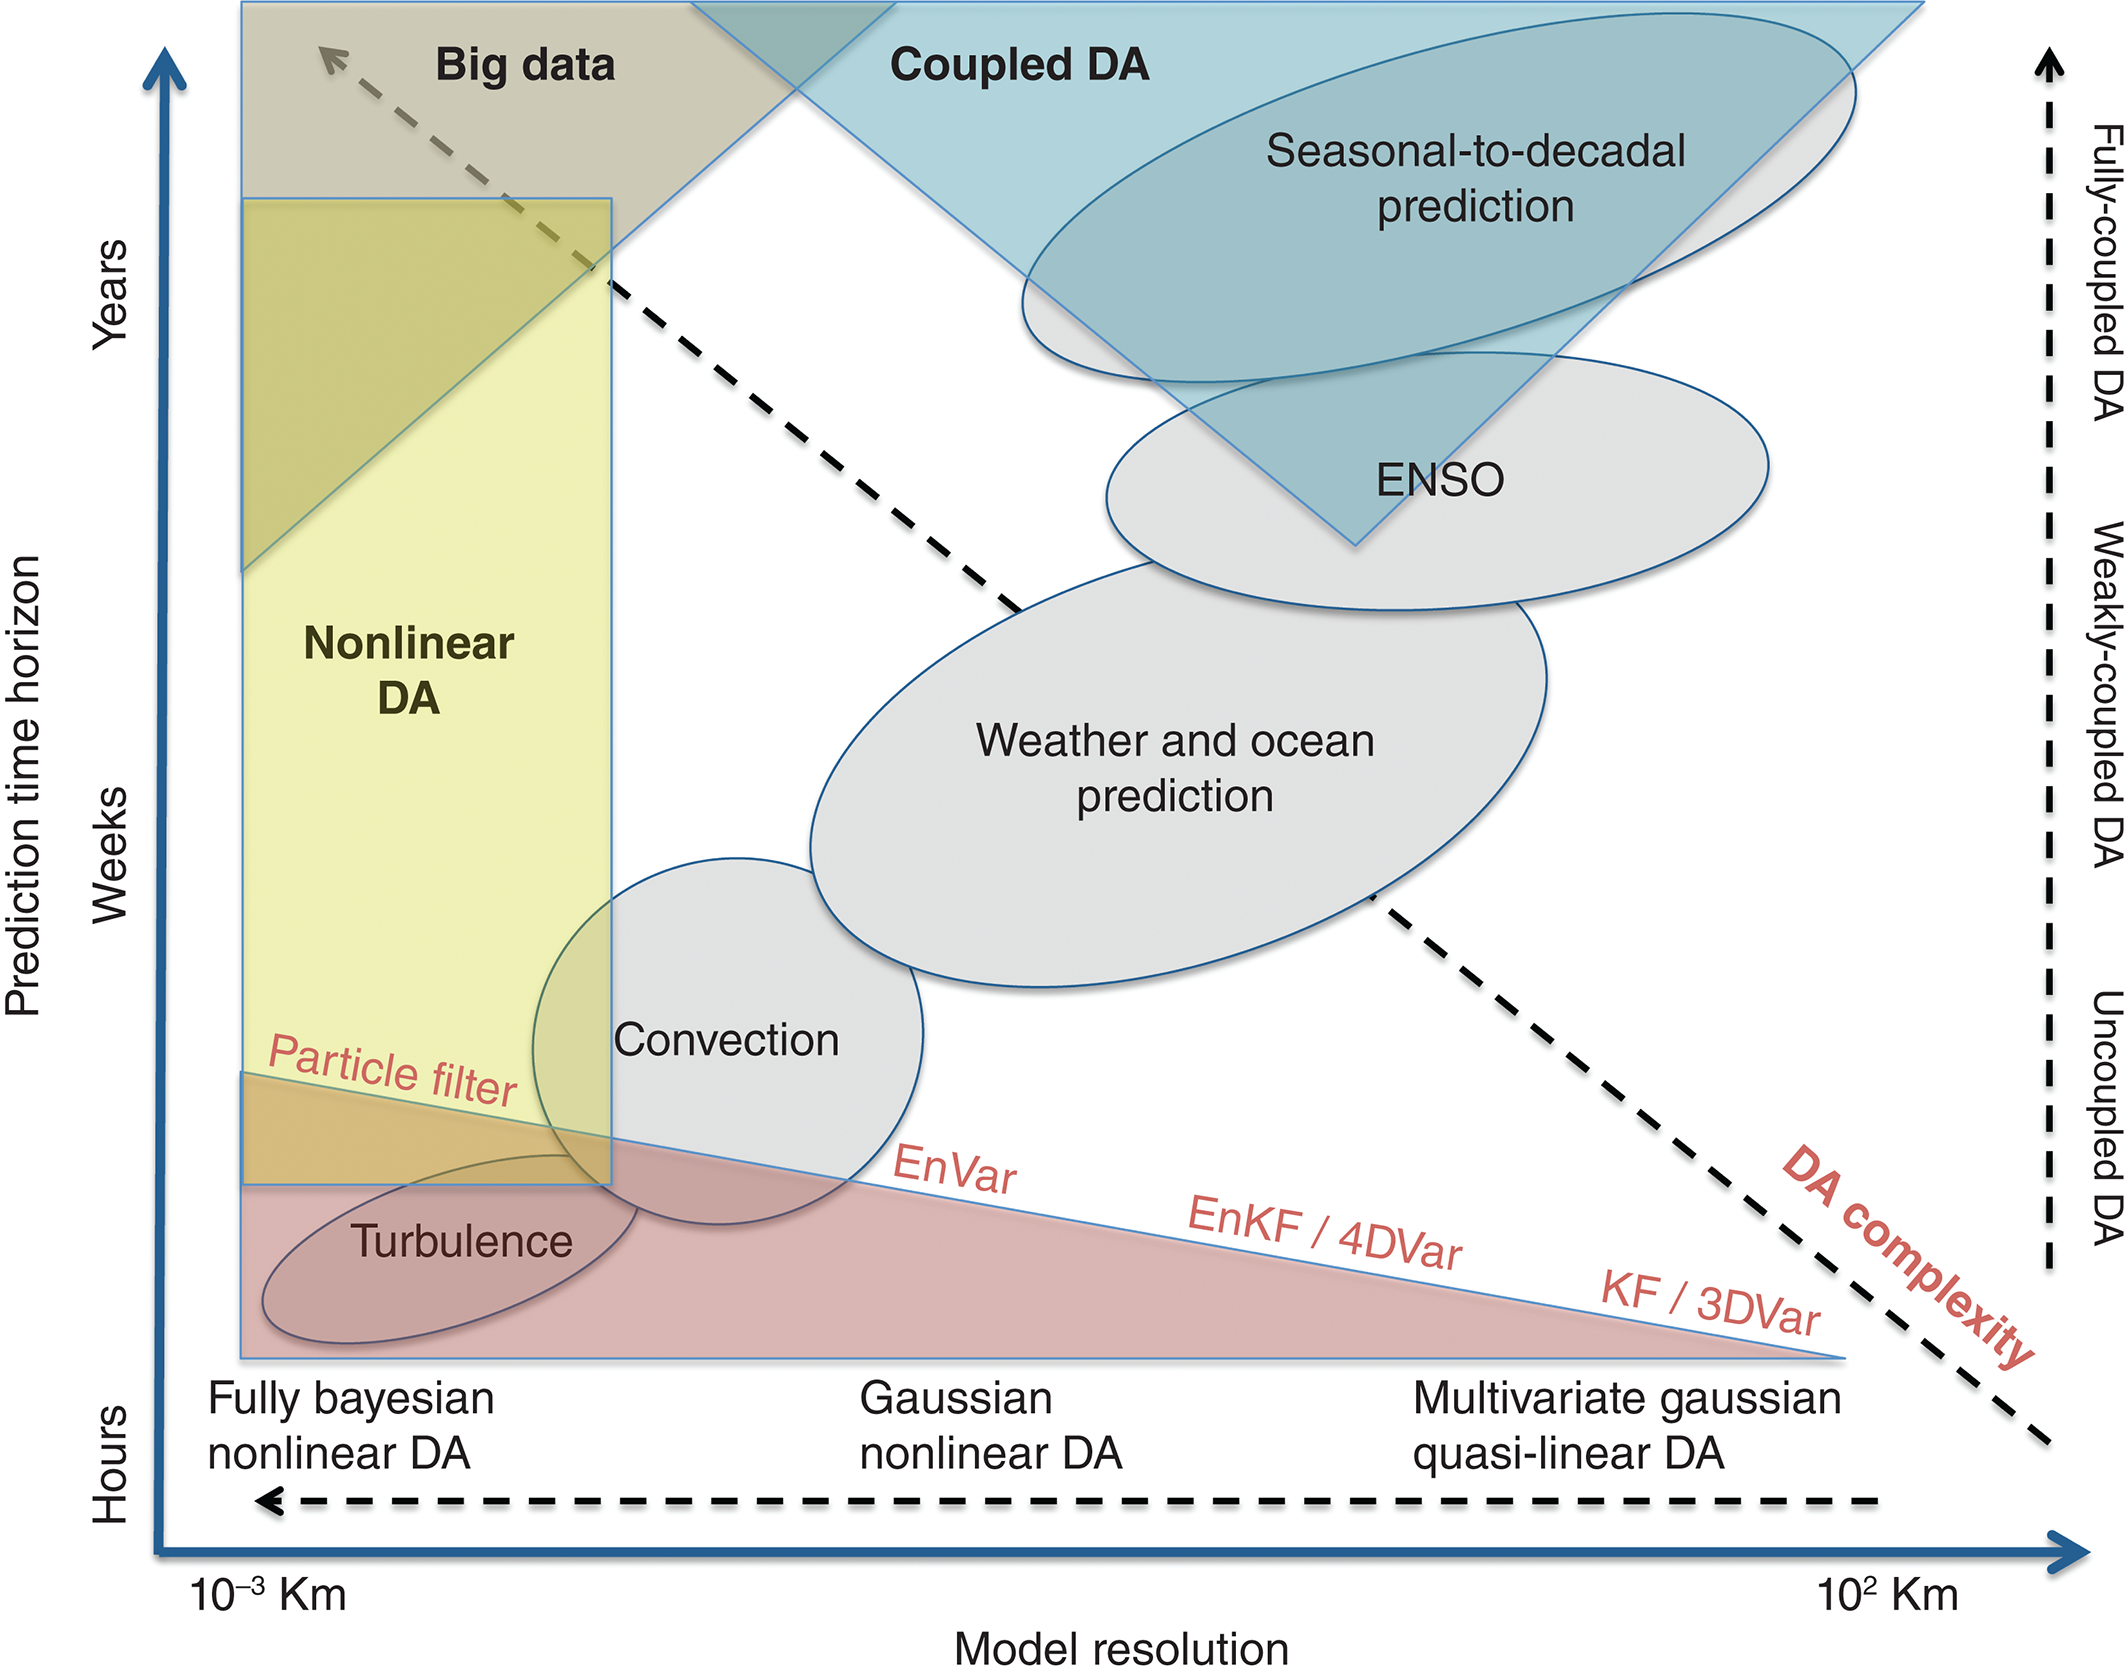 Big data
Coupled DA
Seasonal-to-decadal
prediction
ENSO
Nonlinear
DA
Weather and ocean
prediction
Convection
Turbulence
Particle filter
EnVar
EnKF / 4DVar
KF / 3DVar
DA complexity
Fully-coupled DA
Weakly-coupled DA
Uncoupled DA
Prediction time horizon
Years
Weeks
Hours
Fully bayesian
nonlinear DA
Gaussian
nonlinear DA
Multivariate gaussian
quasi-linear DA
10⁻³ Km
10² Km
Model resolution